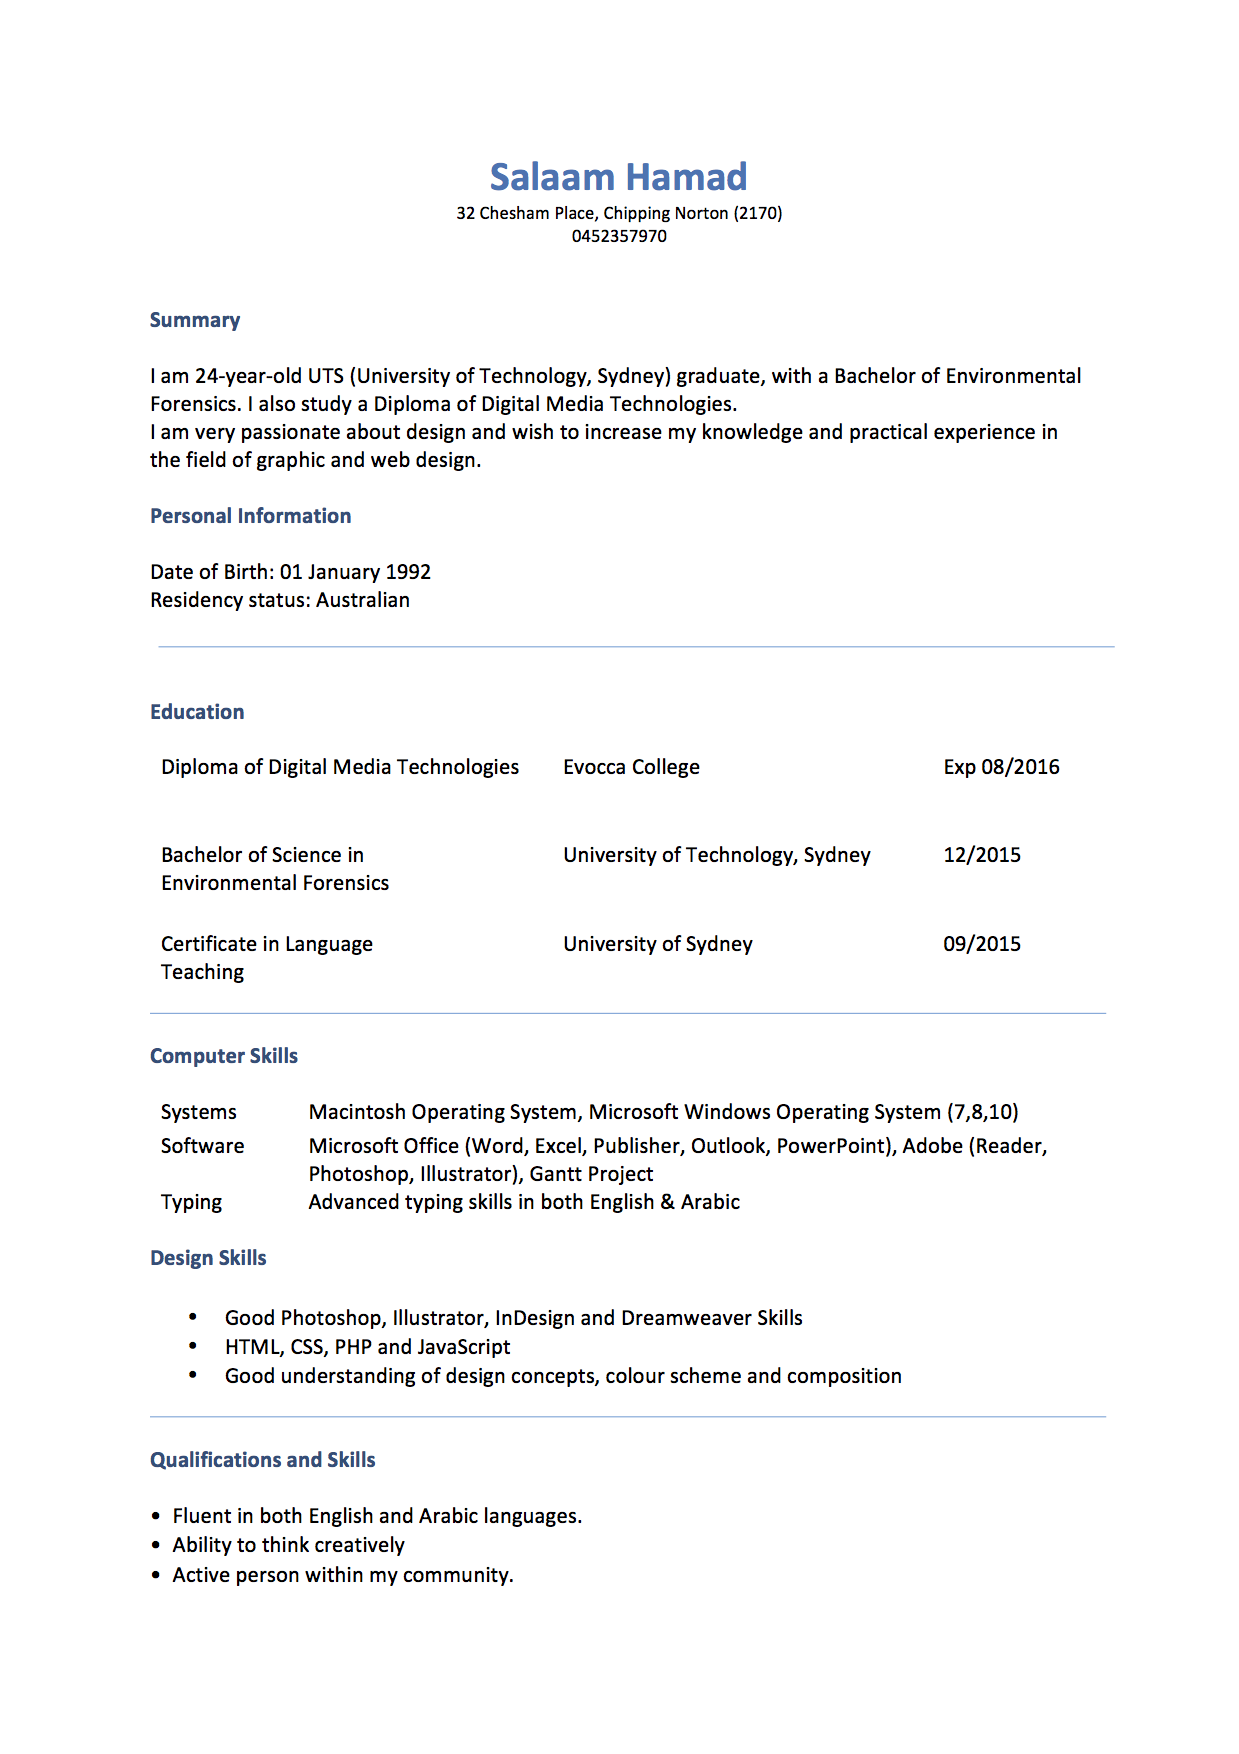 Salaam Hamad
32 Chesham Place, Chipping Norton (2170)
0452357970
Summary
I am 24-year-old UTS (University of Technology, Sydney) graduate, with a Bachelor of Environmental
Forensics. I also study a Diploma of Digital Media Technologies.
I am very passionate about design and wish to increase my knowledge and practical experience in
the field of graphic and web design.
Personal Information
Date of Birth: 01 January 1992
Residency status: Australian
Education
Diploma of Digital Media Technologies Evocca College Exp 08/2016
Bachelor of Science in University of Technology, Sydney 12/2015
Environmental Forensics
Certificate in Language University of Sydney 09/2015
Teaching
Computer Skills
Systems Macintosh Operating System, Microsoft Windows Operating System (7,8,10)
Software Microsoft Office (Word, Excel, Publisher, Outlook, PowerPoint), Adobe (Reader,
Photoshop, Illustrator), Gantt Project
Typing Advanced typing skills in both English & Arabic
Design Skills
• Good Photoshop, Illustrator, InDesign and Dreamweaver Skills
• HTML, CSS, PHP and JavaScript
• Good understanding of design concepts, colour scheme and composition
Qualifications and Skills
• Fluent in both English and Arabic languages.
• Ability to think creatively
• Active person within my community.